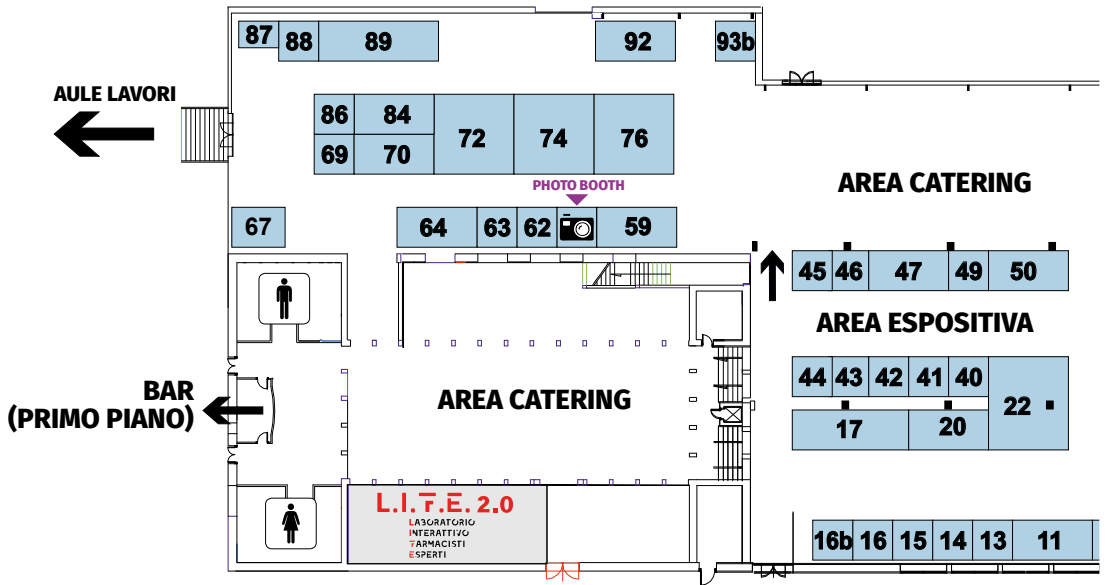 87 88 89 92 93b
AULE LAVORI
86 84 72 74 76
69 70
PHOTO BOOTH
AREA CATERING
67 64 63 62 59
45 46 47 49 50
AREA ESPOSITIVA
44 43 42 41 40 22
BAR
(PRIMO PIANO)
AREA CATERING
17 20
L.I.F.E. 2.0
LABORATORIO
INTERATTIVO
FARMACISTI
ESPERTI
16b 16 15 14 13 11